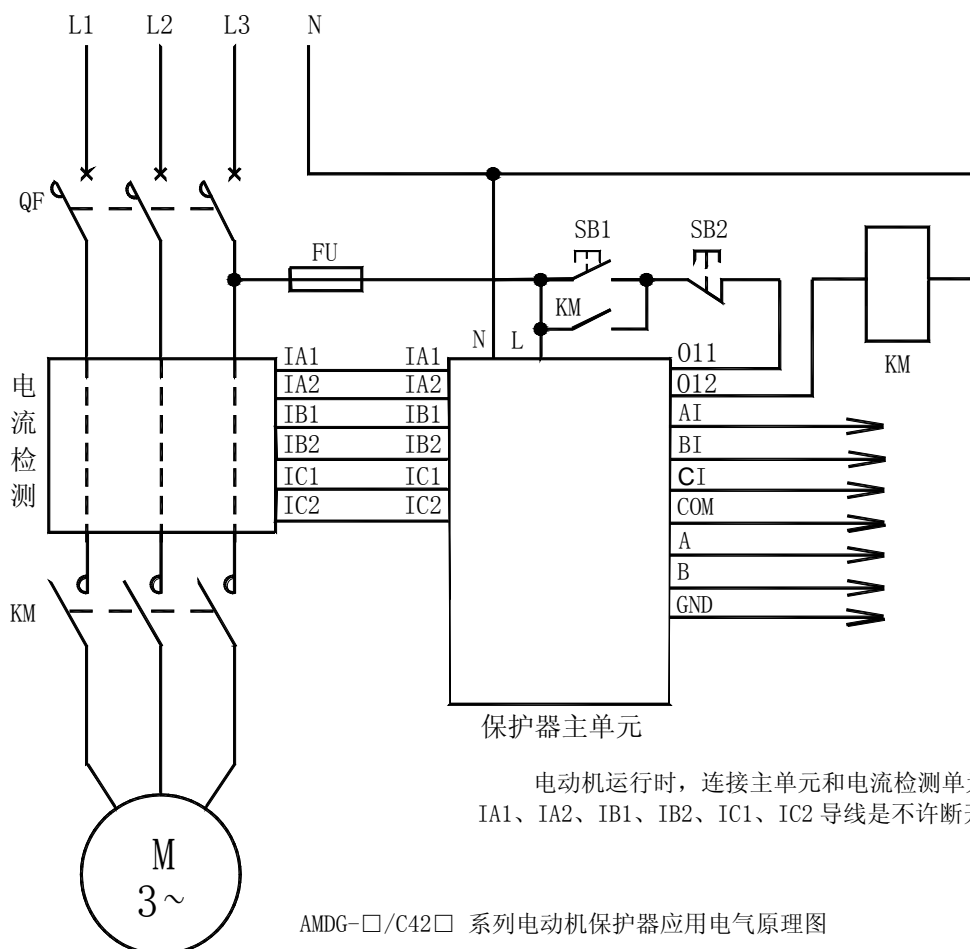 L1 L2 L3 N
QF
FU
SB1 SB2
KM
KM
N L
IA1 IA1
IA2 IA2
IB1 IB1
IB2 IB2
IC1 IC1
IC2 IC2
电流检测
011
012
AI
BI
CI
COM
A
B
GND
KM
保护器主单元
电动机运行时，连接主单元和电流检测单
IA1、IA2、IB1、IB2、IC1、IC2 导线是不许断
M
3~
AMDG-□/C42□ 系列电动机保护器应用电气原理图